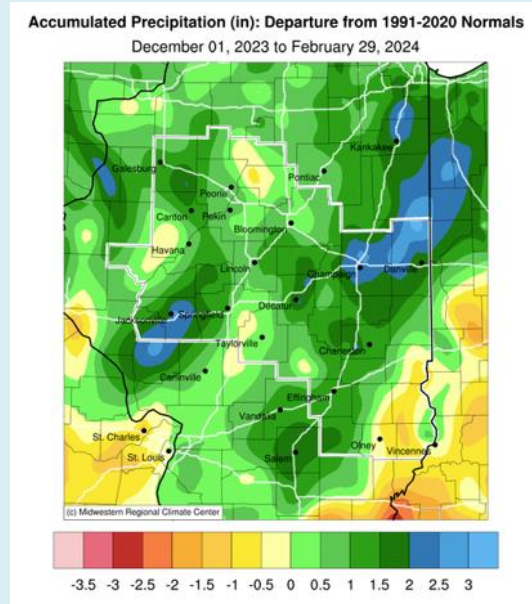 Accumulated Precipitation (in): Departure from 1991-2020 Normals
December 01, 2023 to February 29, 2024
Kankakee
Galesburg
Pontiac
Peoria
Canton
Pekin
Bloomington
Havana
Lincoln
Champaign
Danville
Decatur
Jacksonville
Springfield
Taylorville
Charleston
Carlinville
Effingham
Vandalia
St. Charles
Olney
St. Louis
Salem
Vincennes
(c) Midwestern Regional Climate Center
-3.5 -3 -2.5 -2 -1.5 -1 -0.5 0 0.5 1 1.5 2 2.5 3